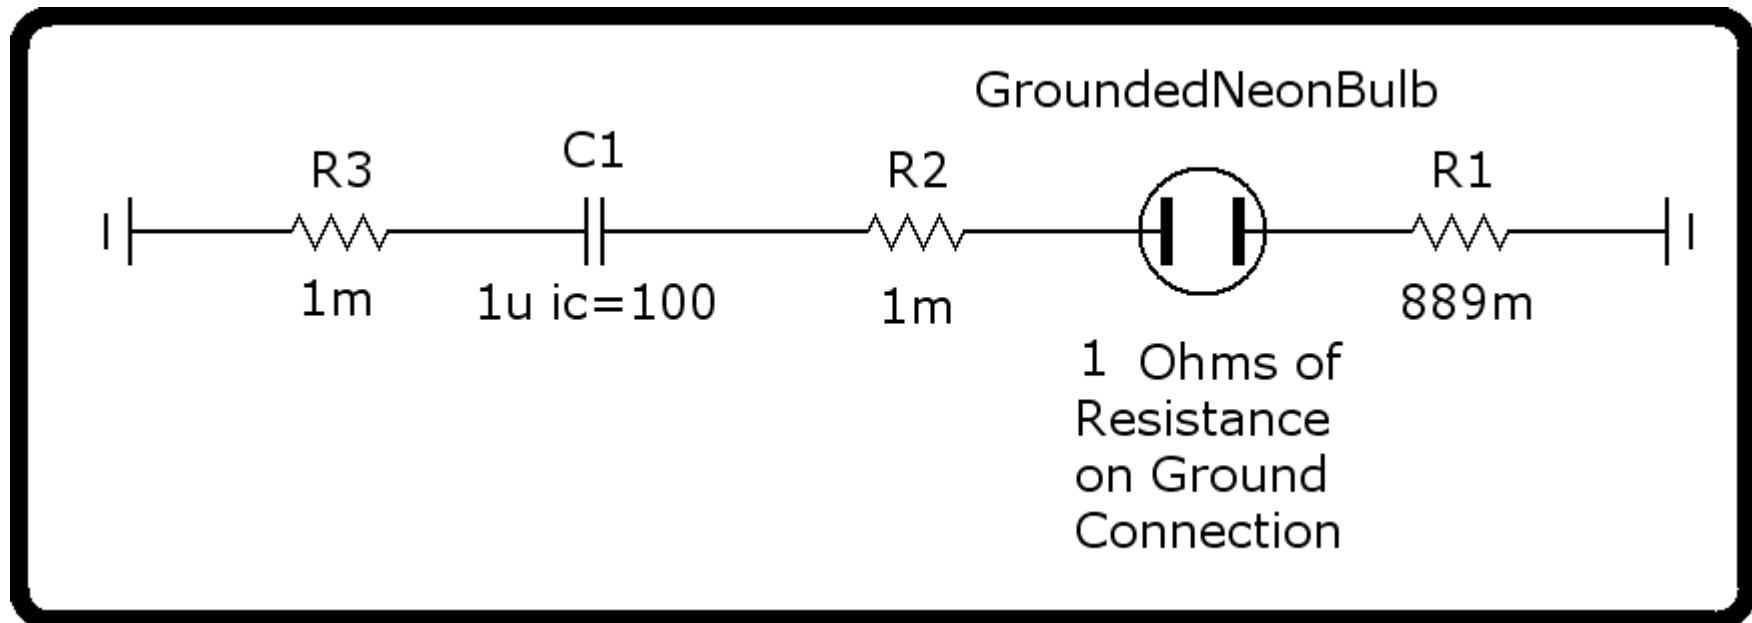 GroundedNeonBulb
R3
C1
R2
R1
1m
1u ic=100
1m
889m
1 Ohms of
Resistance
on Ground
Connection